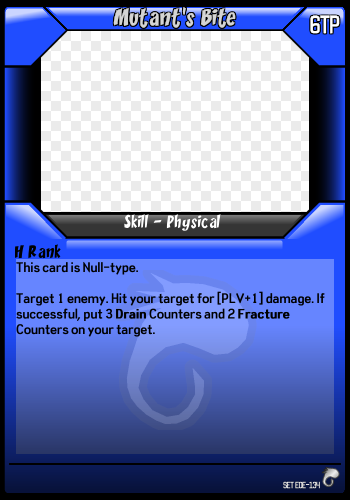 Mutant"s Bite
6TP
Skill - Physical
H Rank
This card is Null-type.
Target 1 enemy. Hit your target for [PLV+1] damage. If
successful, put 3 Drain Counters and 2 Fracture
Counters on your target.
SET EDE-134